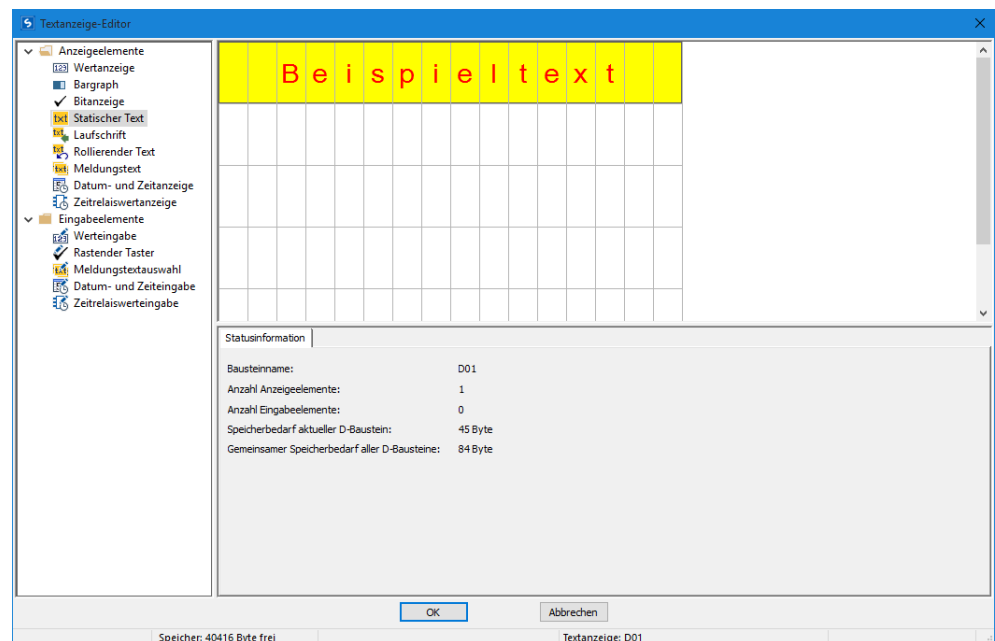 Textanzeige-Editor
Anzeigeelemente
Wertanzeige
Bargraph
Bitanzeige
Statischer Text
Laufschrift
Rollierender Text
Meldungstext
Datum- und Zeitanzeige
Zeitrelaiswertanzeige
Eingabeelemente
Werteingabe
Rastender Taster
Meldungstextauswahl
Datum- und Zeiteingabe
Zeitrelaiswerteingabe
Beispieltext
Statusinformation
Bausteinname: D01
Anzahl Anzeigeelemente: 1
Anzahl Eingabeelemente: 0
Speicherbedarf aktueller D-Baustein: 45 Byte
Gemeinsamer Speicherbedarf aller D-Bausteine: 84 Byte
OK Abbrechen
Speicher: 40416 Byte frei Textanzeige: D01